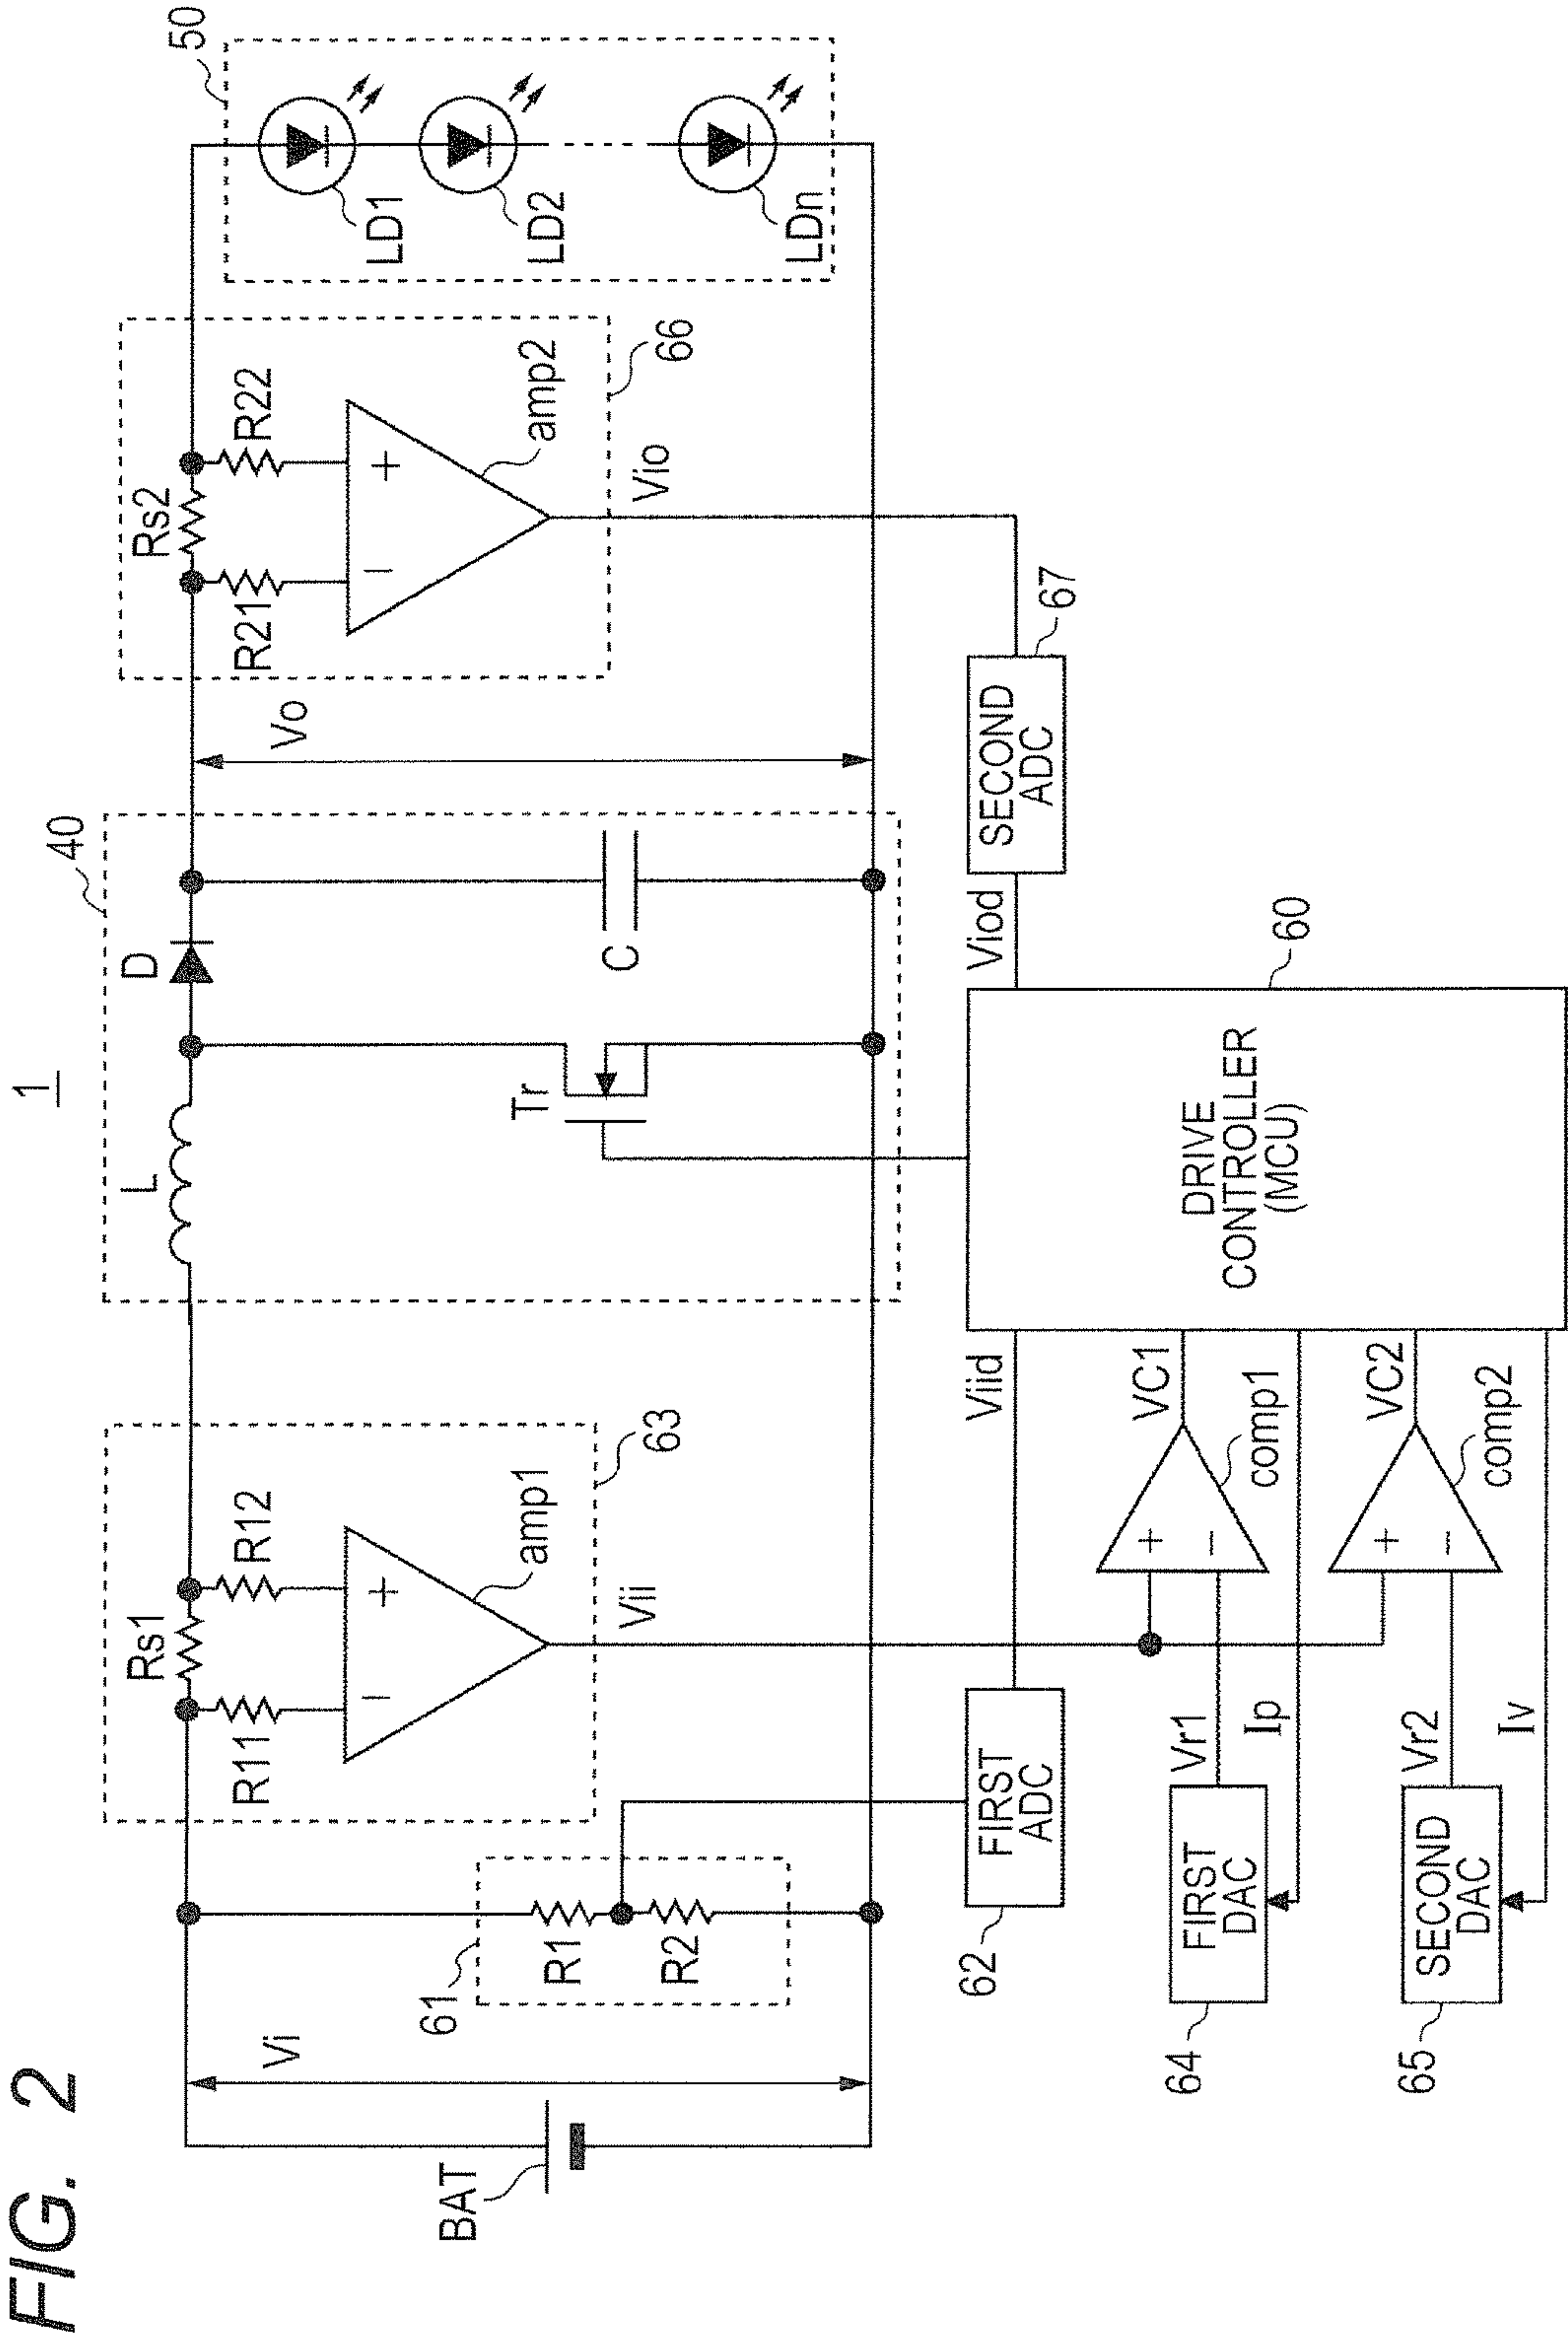 FIG. 2
1
40
50
L
D
Rs1
R11
R12
amp1
63
Vi
BAT
61
R1
R2
Vii
Tr
C
Vo
Rs2
R21
R22
amp2
66
Vio
LD1
LD2
LDn
62
FIRST
ADC
Viid
Viod
SECOND
ADC
67
60
DRIVE
CONTROLLER
(MCU)
64
FIRST
DAC
Vr1
Ip
VC1
comp1
65
SECOND
DAC
Vr2
Iv
VC2
comp2